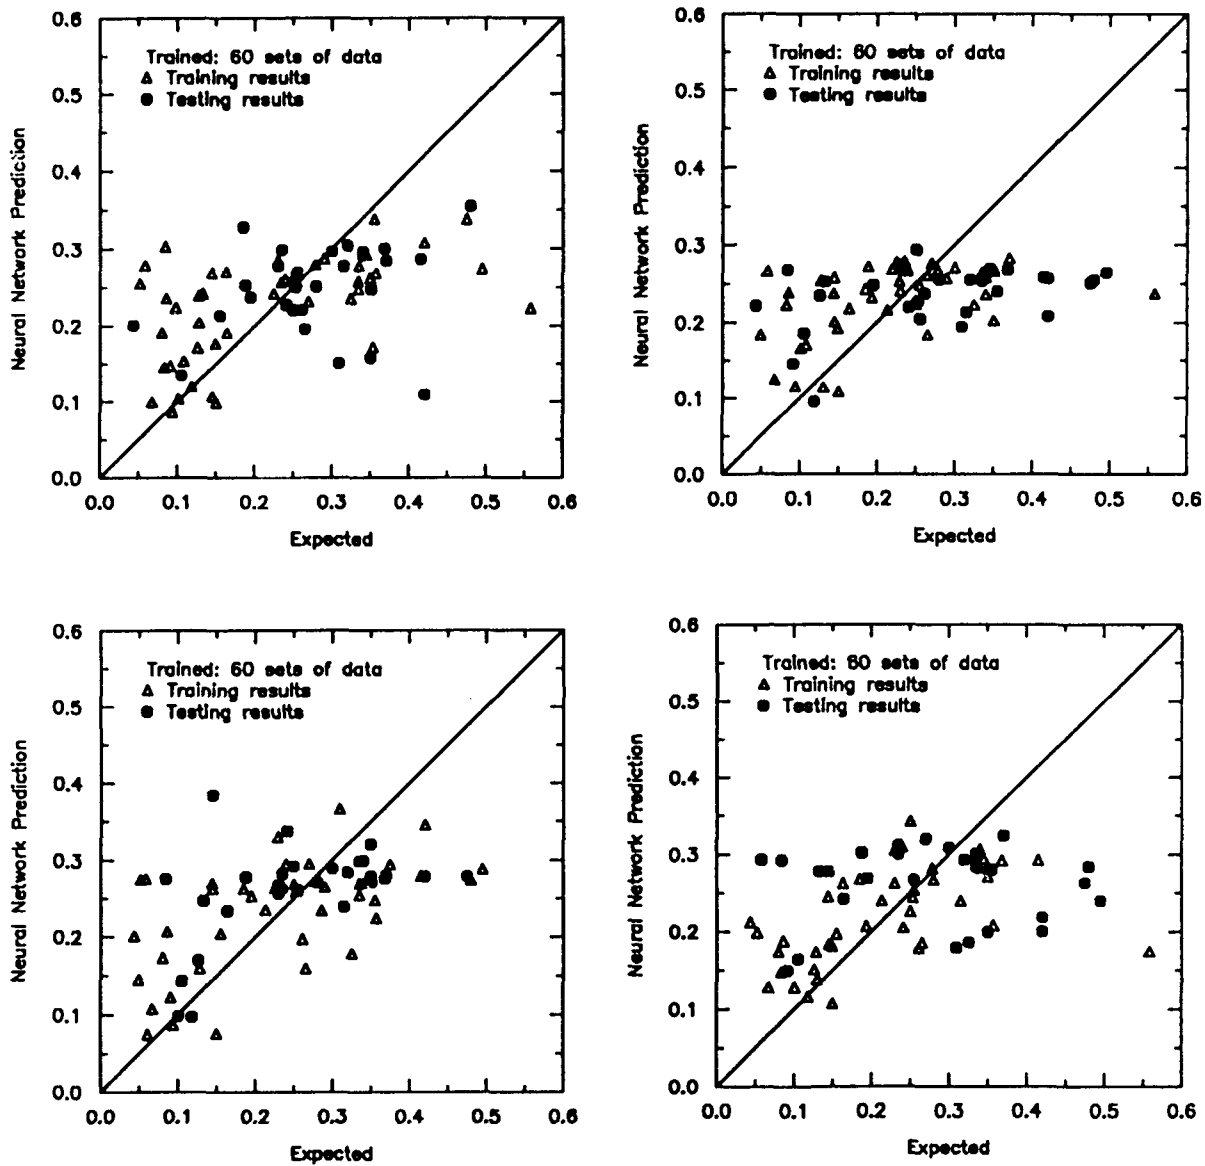 0.6
Trained: 60 sets of data
Training results
Testing results
0.5
0.4
0.3
0.2
0.1
0.0
Neural Network Prediction
0.0 0.1 0.2 0.3 0.4 0.5 0.6
Expected
0.6
Trained: 60 sets of data
Training results
Testing results
0.5
0.4
0.3
0.2
0.1
0.0
Neural Network Prediction
0.0 0.1 0.2 0.3 0.4 0.5 0.6
Expected
0.6
Trained: 60 sets of data
Training results
Testing results
0.5
0.4
0.3
0.2
0.1
0.0
Neural Network Prediction
0.0 0.1 0.2 0.3 0.4 0.5 0.6
Expected
0.6
Trained: 60 sets of data
Training results
Testing results
0.5
0.4
0.3
0.2
0.1
0.0
Neural Network Prediction
0.0 0.1 0.2 0.3 0.4 0.5 0.6
Expected